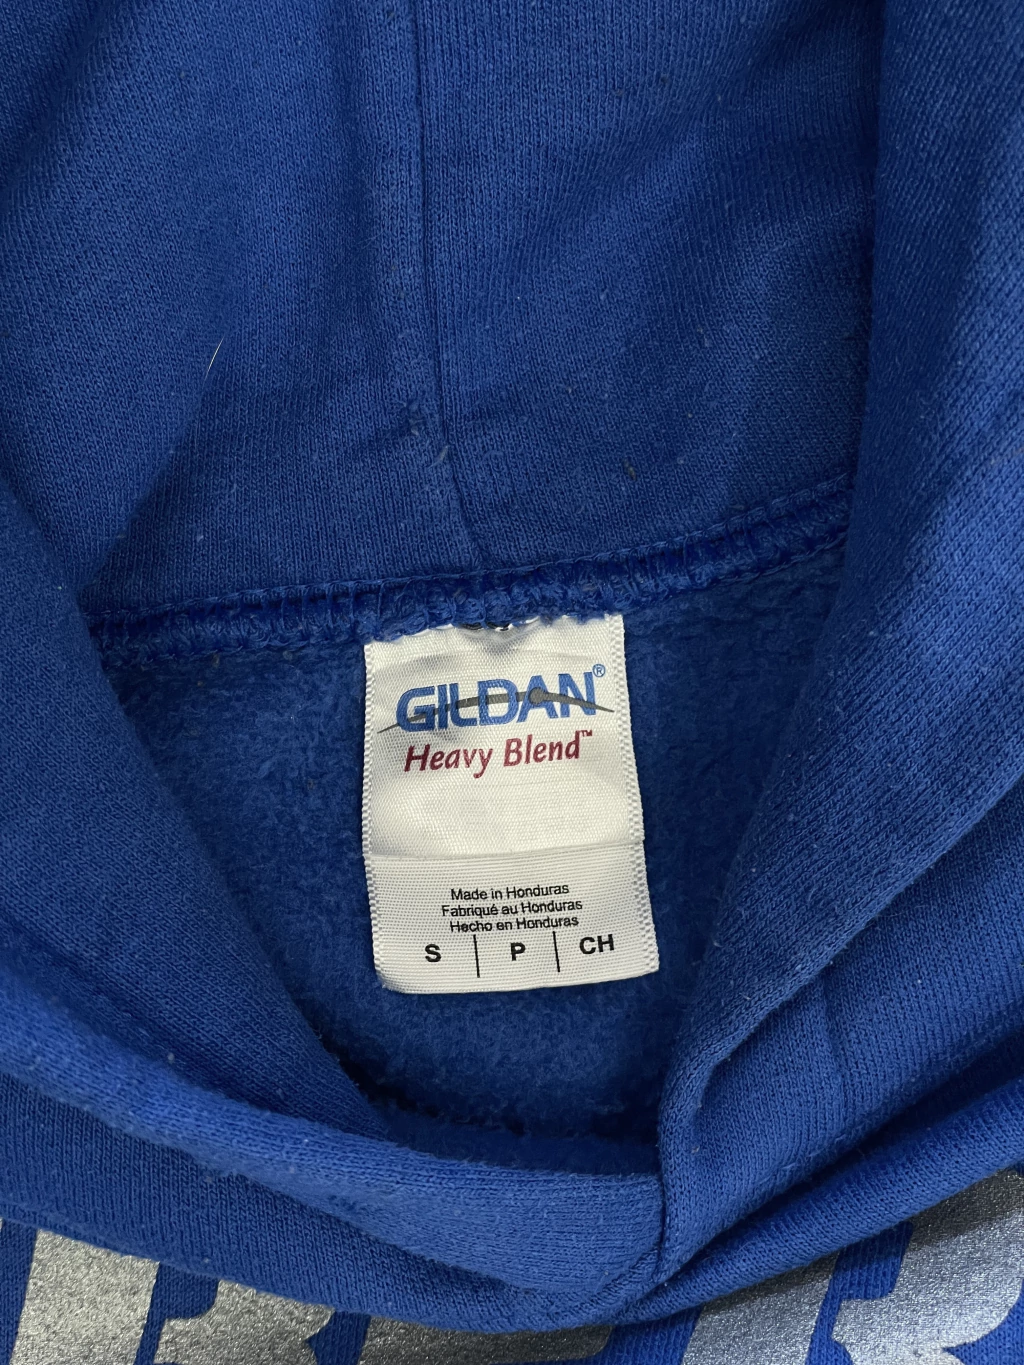 GILDAN®
Heavy Blend™
Made in Honduras
Fabriqué au Honduras
Hecho en Honduras
S | P | CH